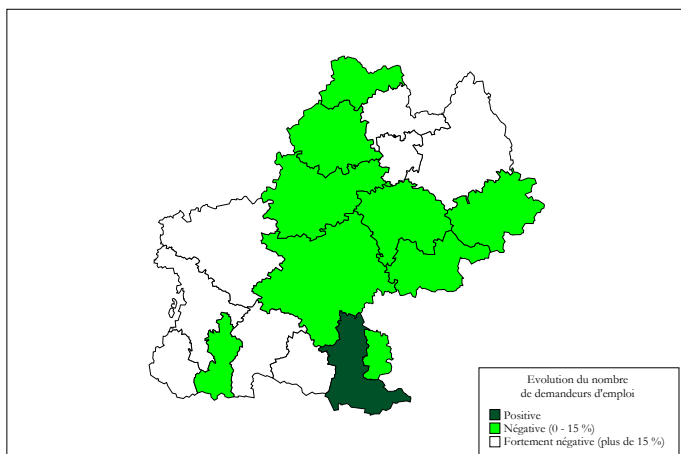 Evolution du nombre
de demandeurs d'emploi
Positive
Négative (0 - 15 %)
Fortement négative (plus de 15 %)